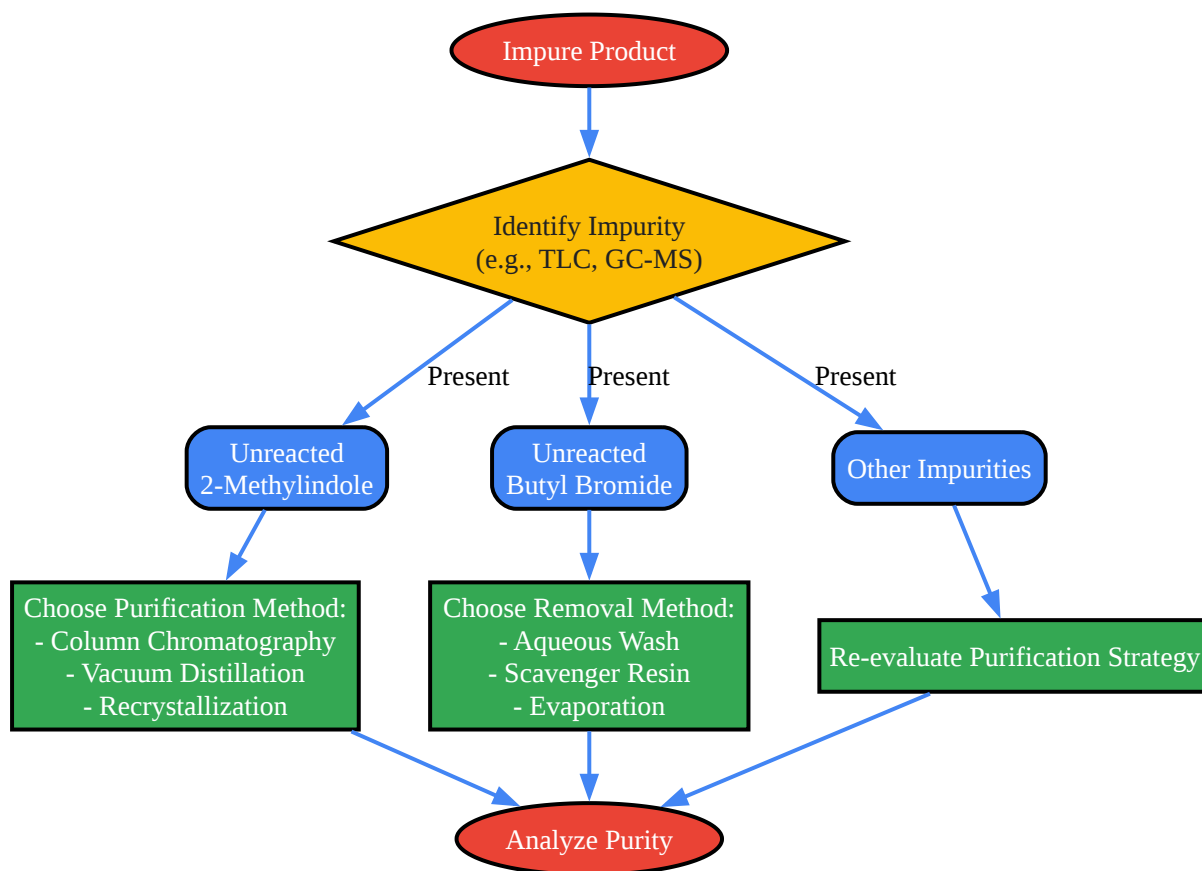 Impure Product
Identify Impurity
(e.g., TLC, GC-MS)
Present
Present
Present
Unreacted
2-Methylindole
Unreacted
Butyl Bromide
Other Impurities
Choose Purification Method:
- Column Chromatography
- Vacuum Distillation
- Recrystallization
Choose Removal Method:
- Aqueous Wash
- Scavenger Resin
- Evaporation
Re-evaluate Purification Strategy
Analyze Purity